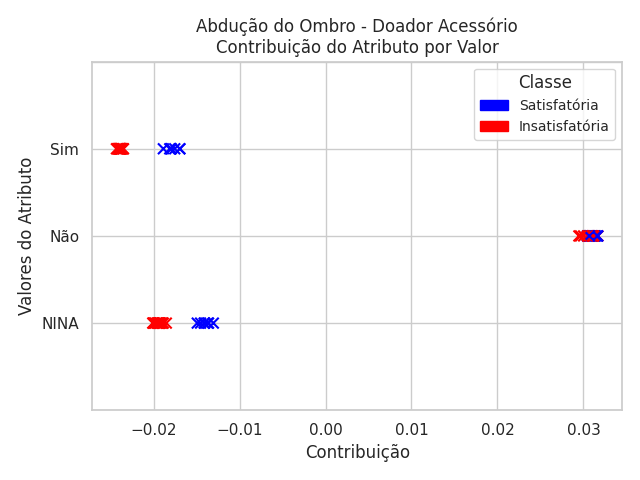 Abdução do Ombro - Doador Acessório
Contribuição do Atributo por Valor
Classe
Satisfatória
Insatisfatória
Valores do Atributo
Sim
Não
NINA
−0.02
−0.01
0.00
0.01
0.02
0.03
Contribuição